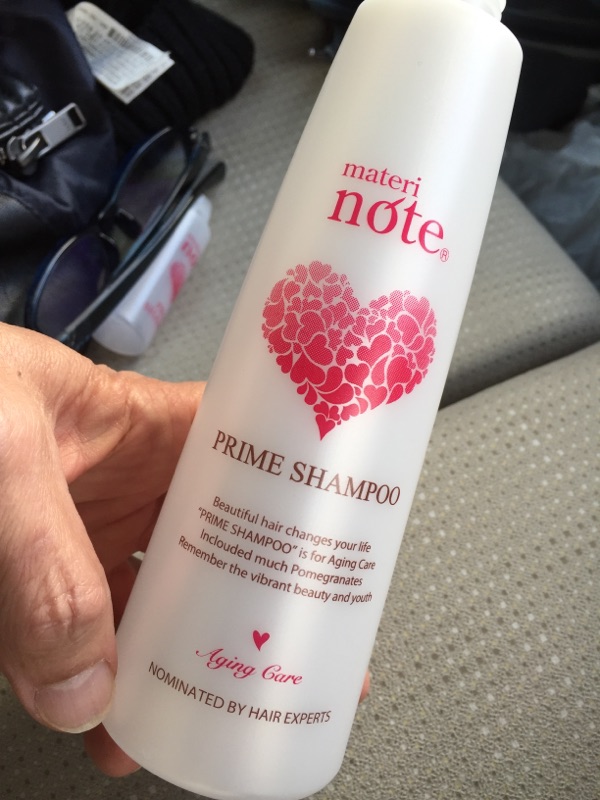 materi
nóte®
PRIME SHAMPOO
Beautiful hair changes your life
"PRIME SHAMPOO" is for Aging Care
Inclouded much Pomegranates
Remember the vibrant beauty and youth
Aging Care
NOMINATED BY HAIR EXPERTS